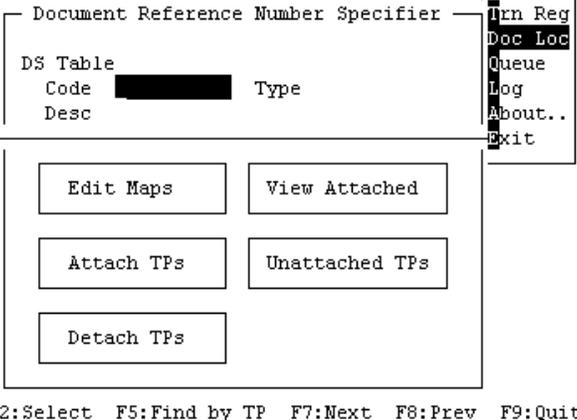 Document Reference Number Specifier
DS Table
Code Type
Desc
Trn Reg
Doc Loc
Queue
Log
About..
Exit
Edit Maps View Attached
Attach TPs Unattached TPs
Detach TPs
2:Select F5:Find by TP F7:Next F8:Prev F9:Quit